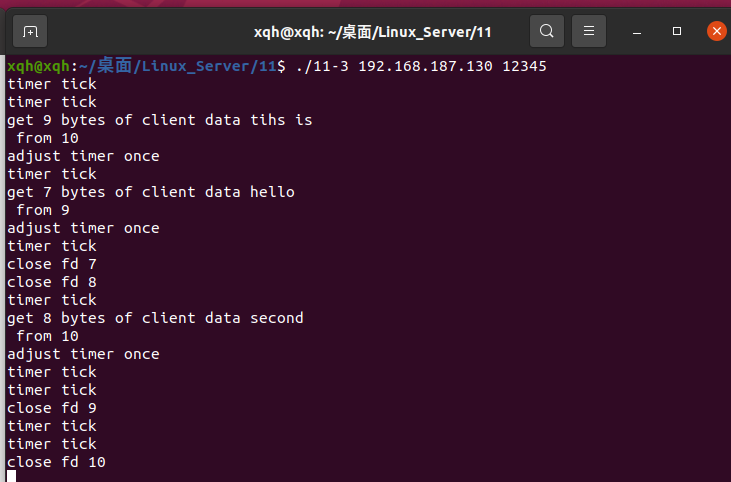 xqh@xqh: ~/桌面/Linux_Server/11
xqh@xqh:~/桌面/Linux_Server/11$ ./11-3 192.168.187.130 12345
timer tick
timer tick
get 9 bytes of client data tihs is
 from 10
adjust timer once
timer tick
get 7 bytes of client data hello
 from 9
adjust timer once
timer tick
close fd 7
close fd 8
timer tick
get 8 bytes of client data second
 from 10
adjust timer once
timer tick
timer tick
close fd 9
timer tick
timer tick
close fd 10